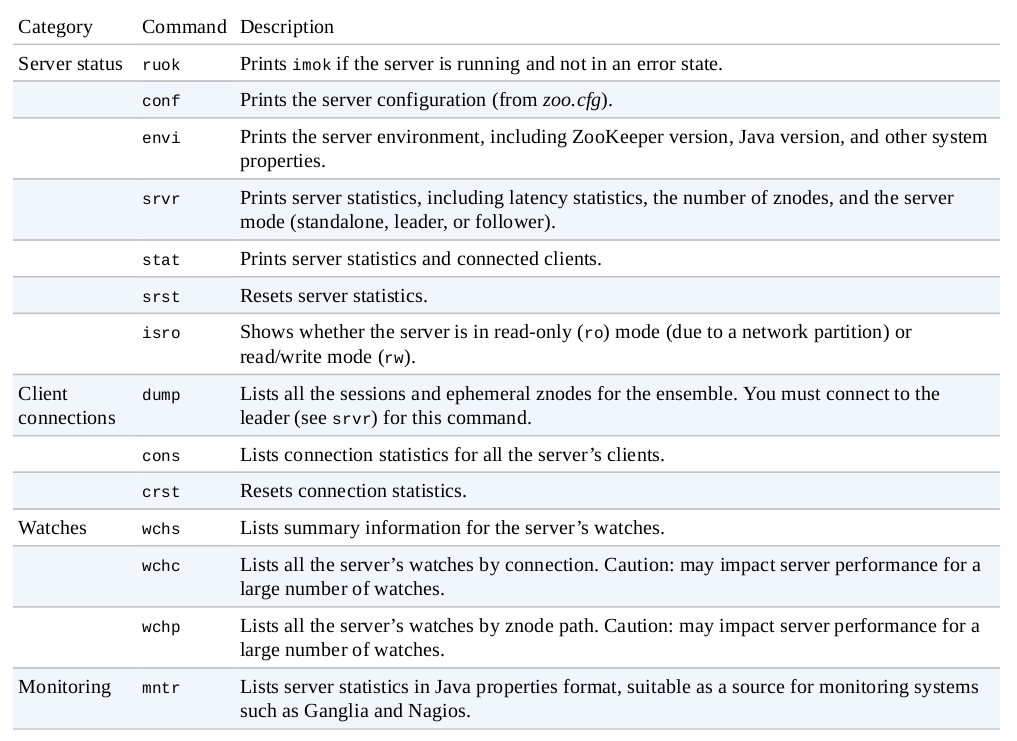 Category Command Description
Server status ruok Prints imok if the server is running and not in an error state.
conf Prints the server configuration (from zoo.cfg).
envi Prints the server environment, including ZooKeeper version, Java version, and other system
properties.
srvr Prints server statistics, including latency statistics, the number of znodes, and the server
mode (standalone, leader, or follower).
stat Prints server statistics and connected clients.
srst Resets server statistics.
isro Shows whether the server is in read-only (ro) mode (due to a network partition) or
read/write mode (rw).
Client dump Lists all the sessions and ephemeral znodes for the ensemble. You must connect to the
connections leader (see srvr) for this command.
cons Lists connection statistics for all the server’s clients.
crst Resets connection statistics.
Watches wchs Lists summary information for the server’s watches.
wchc Lists all the server’s watches by connection. Caution: may impact server performance for a
large number of watches.
wchp Lists all the server’s watches by znode path. Caution: may impact server performance for a
large number of watches.
Monitoring mntr Lists server statistics in Java properties format, suitable as a source for monitoring systems
such as Ganglia and Nagios.